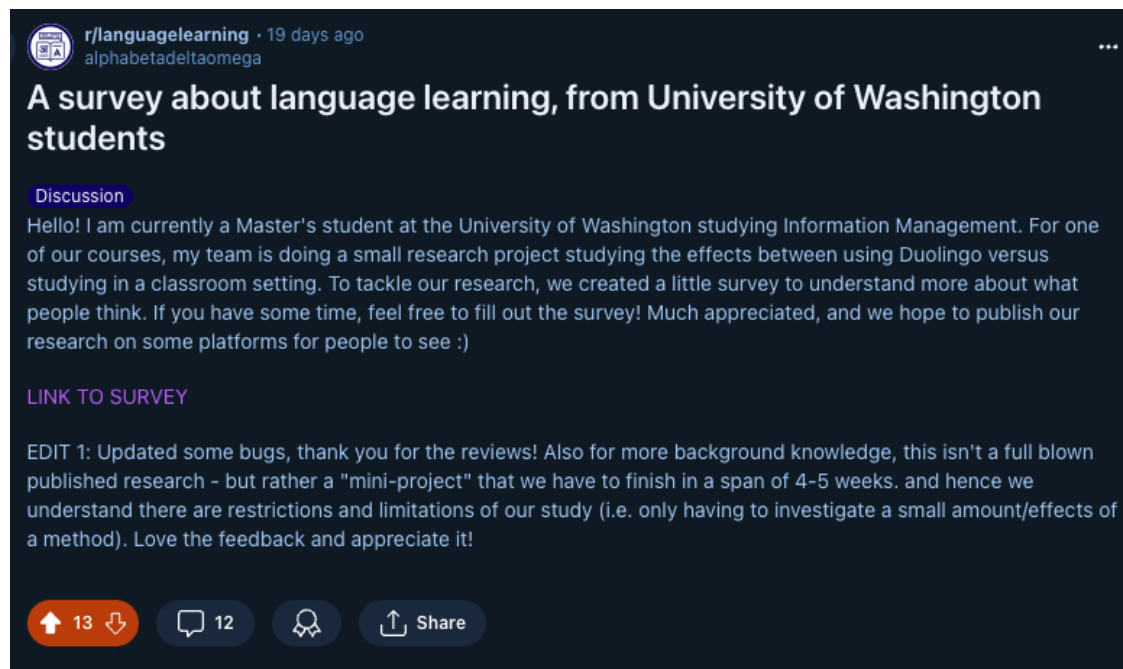 r/languagelearning • 19 days ago
alphabetadeltaomega
A survey about language learning, from University of Washington
students
Discussion
Hello! I am currently a Master's student at the University of Washington studying Information Management. For one
of our courses, my team is doing a small research project studying the effects between using Duolingo versus
studying in a classroom setting. To tackle our research, we created a little survey to understand more about what
people think. If you have some time, feel free to fill out the survey! Much appreciated, and we hope to publish our
research on some platforms for people to see :)
LINK TO SURVEY
EDIT 1: Updated some bugs, thank you for the reviews! Also for more background knowledge, this isn't a full blown
published research - but rather a "mini-project" that we have to finish in a span of 4-5 weeks. and hence we
understand there are restrictions and limitations of our study (i.e. only having to investigate a small amount/effects of
a method). Love the feedback and appreciate it!
13
12
Share